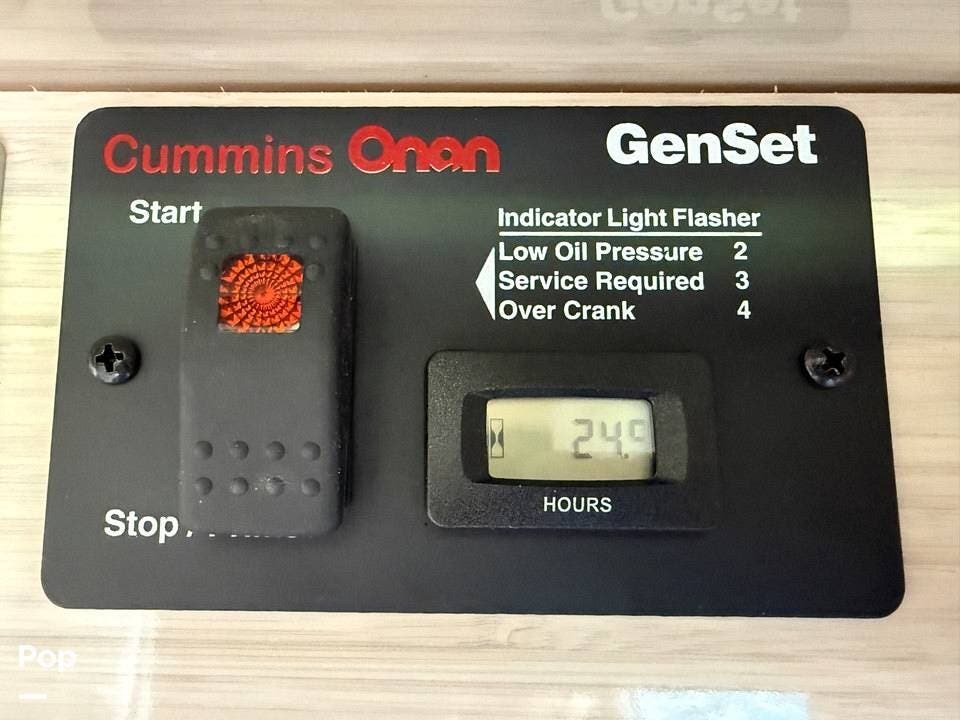 Cummins Onan GenSet
Start
Indicator Light Flasher
Low Oil Pressure 2
Service Required 3
Over Crank 4
24.9
HOURS
Stop /
Pop